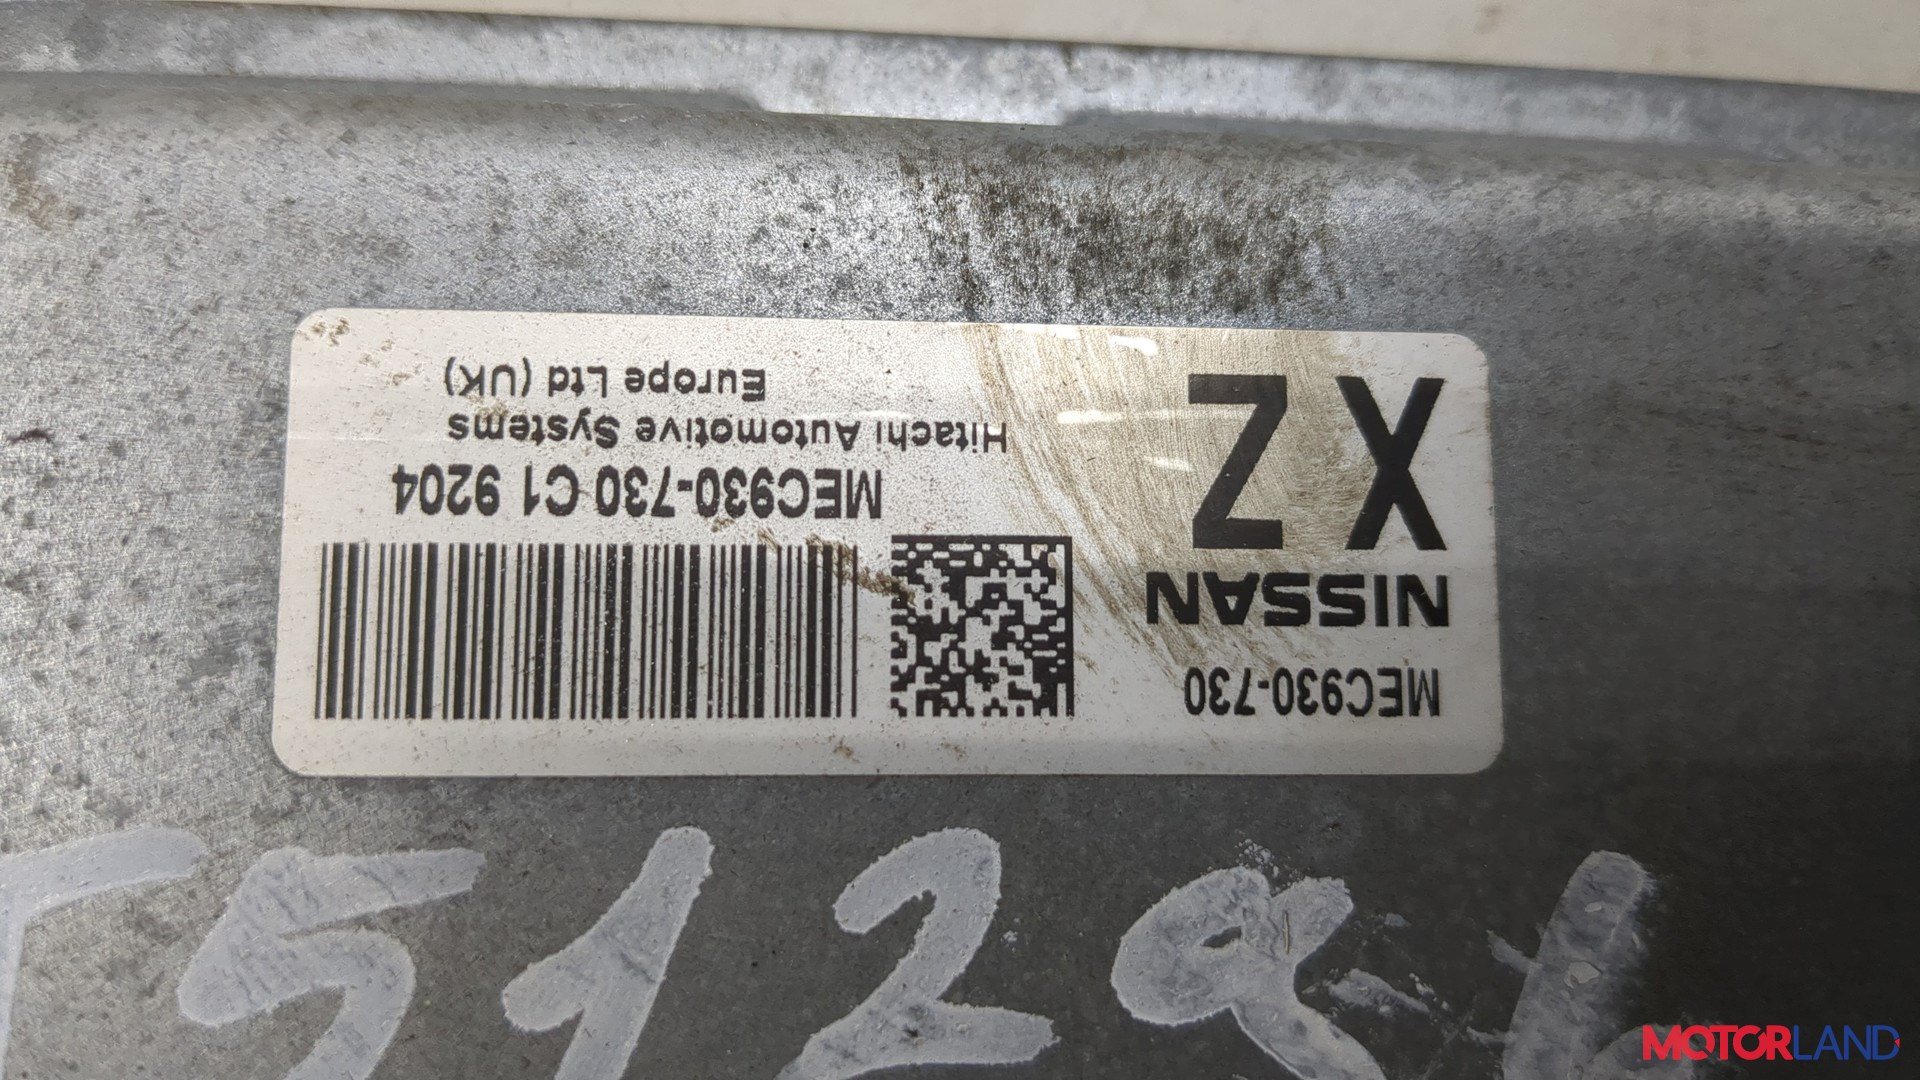 MEC930-730
NISSAN
XZ
MEC930-730 C1 9204
Hitachi Automotive Systems
Europe Ltd (UK)
MOTORLAND